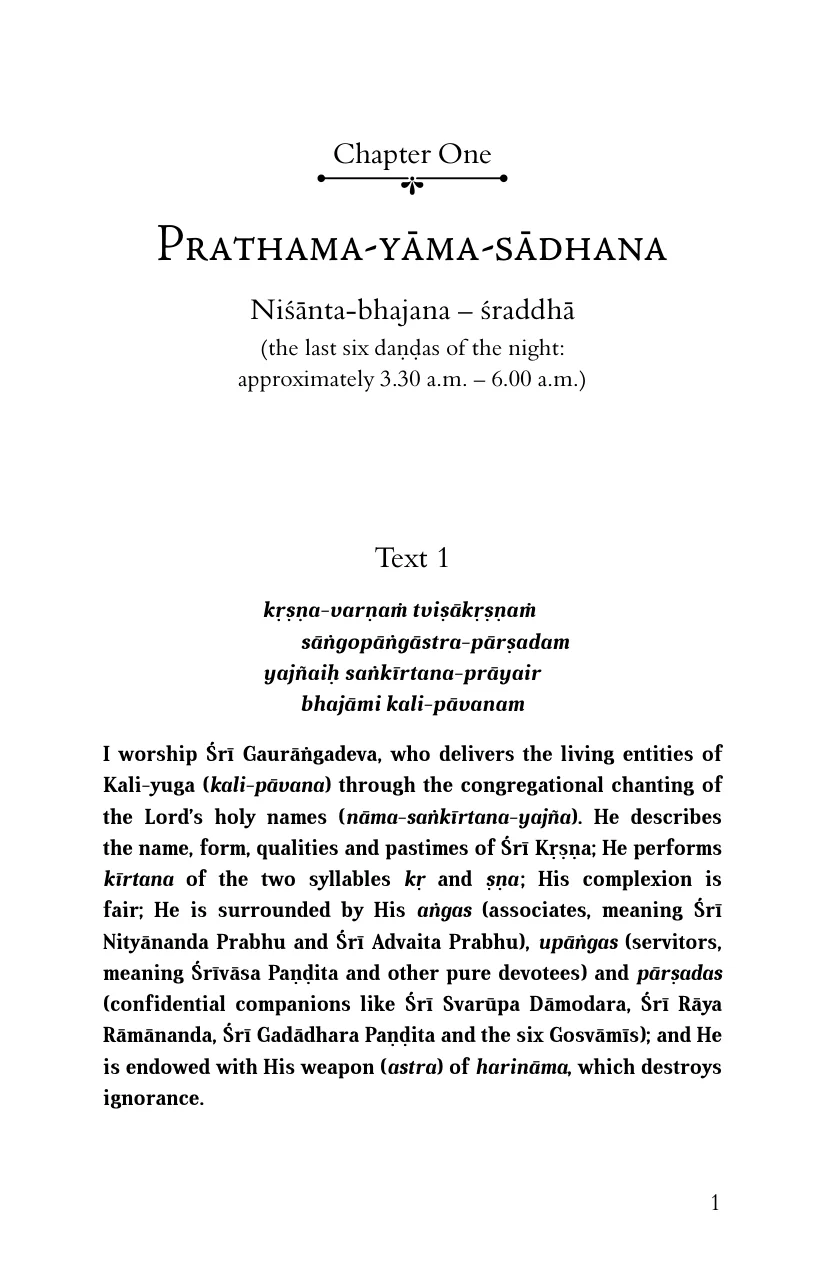 Chapter One
Prathama-yāma-sādhana
Niśānta-bhajana – śraddhā
(the last six daṇḍas of the night:
approximately 3.30 a.m. – 6.00 a.m.)
Text 1
kṛṣṇa-varṇaṁ tviṣākṛṣṇaṁ
sāṅgopāṅgāstra-pārṣadam
yajñaiḥ saṅkīrtana-prāyair
bhajāmi kali-pāvanam
I worship Śrī Gaurāṅgadeva, who delivers the living entities of
Kali-yuga (kali-pāvana) through the congregational chanting of
the Lord’s holy names (nāma-saṅkīrtana-yajña). He describes
the name, form, qualities and pastimes of Śrī Kṛṣṇa; He performs
kīrtana of the two syllables kṛ and ṣṇa; His complexion is
fair; He is surrounded by His aṅgas (associates, meaning Śrī
Nityānanda Prabhu and Śrī Advaita Prabhu), upāṅgas (servitors,
meaning Śrīvāsa Paṇḍita and other pure devotees) and pārṣadas
(confidential companions like Śrī Svarūpa Dāmodara, Śrī Rāya
Rāmānanda, Śrī Gadādhara Paṇḍita and the six Gosvāmīs); and He
is endowed with His weapon (astra) of harināma, which destroys
ignorance.
1